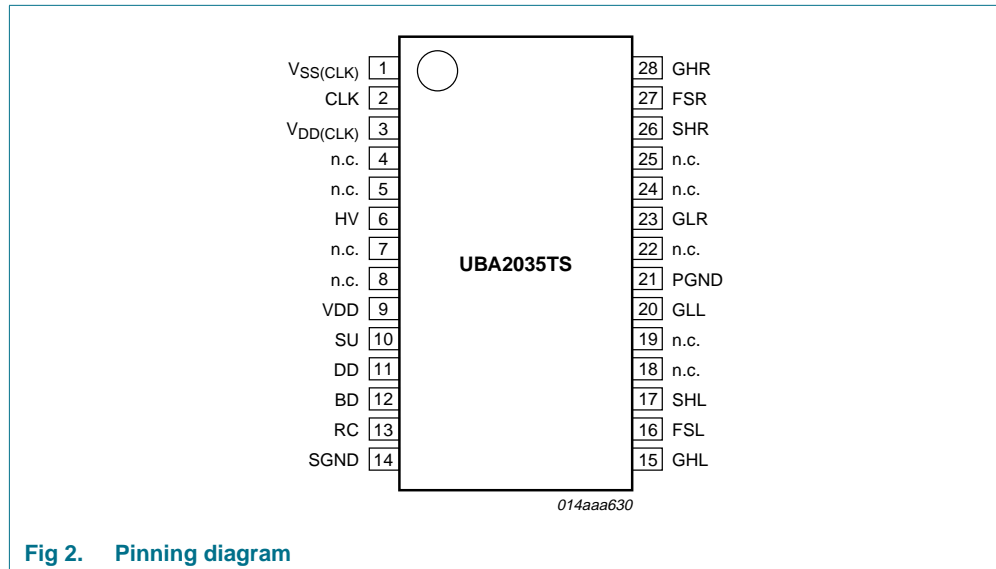 V_SS(CLK) 1
CLK 2
V_DD(CLK) 3
n.c. 4
n.c. 5
HV 6
n.c. 7
n.c. 8
VDD 9
SU 10
DD 11
BD 12
RC 13
SGND 14
UBA2035TS
28 GHR
27 FSR
26 SHR
25 n.c.
24 n.c.
23 GLR
22 n.c.
21 PGND
20 GLL
19 n.c.
18 n.c.
17 SHL
16 FSL
15 GHL
014aaa630
Fig 2. Pinning diagram